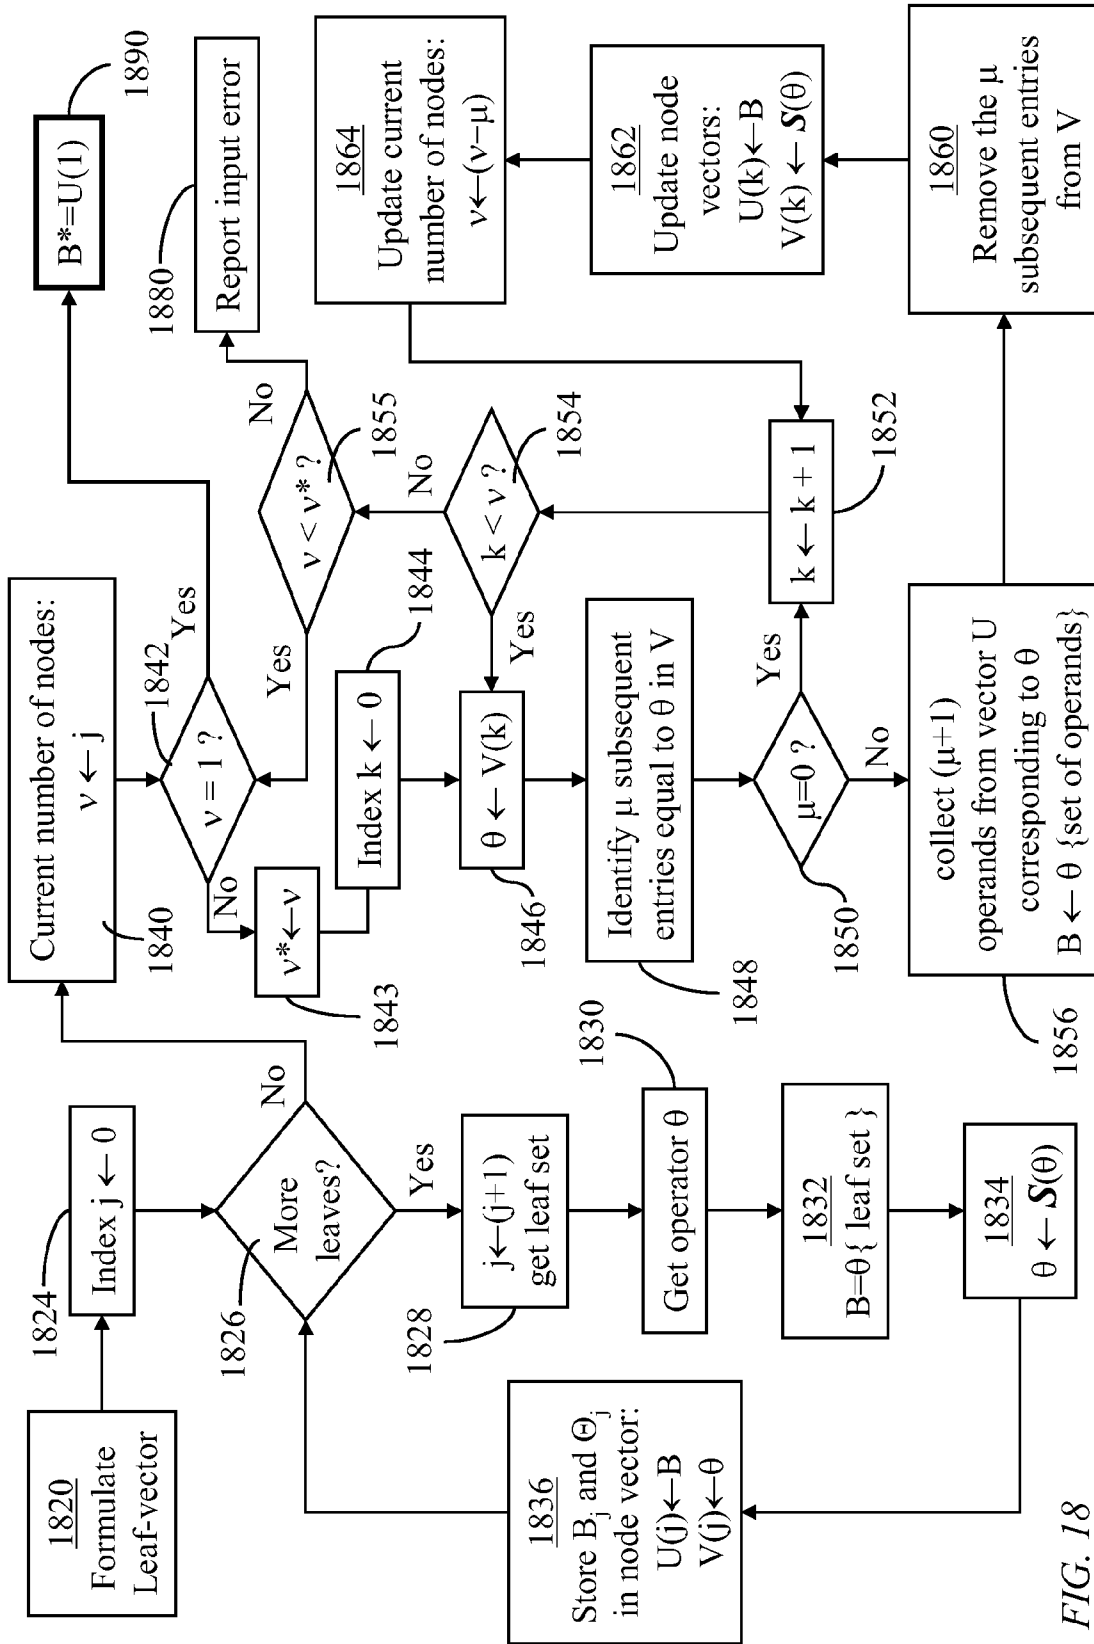 1820
Formulate
Leaf-vector
1824
Index j ← 0
1826
More
leaves?
No
Yes
1828
j←(j+1)
get leaf set
1830
Get operator θ
1832
B=θ{ leaf set }
1834
θ ← S(θ)
1836
Store Bj and Θj
in node vector:
U(j)←B
V(j)←θ
1840
Current number of nodes:
ν ← j
1842
ν = 1 ?
Yes
No
1890
B*=U(1)
1843
ν*←ν
1844
Index k ← 0
1846
θ ← V(k)
1848
Identify μ subsequent
entries equal to θ in V
1850
μ=0 ?
Yes
No
1852
k ← k + 1
1854
k < ν ?
Yes
No
1855
ν < ν* ?
Yes
No
1880
Report input error
1856
collect (μ+1)
operands from vector U
corresponding to θ
B ← θ {set of operands}
1860
Remove the μ
subsequent entries
from V
1862
Update node
vectors:
U(k)←B
V(k) ← S(θ)
1864
Update current
number of nodes:
ν←(ν−μ)
FIG. 18